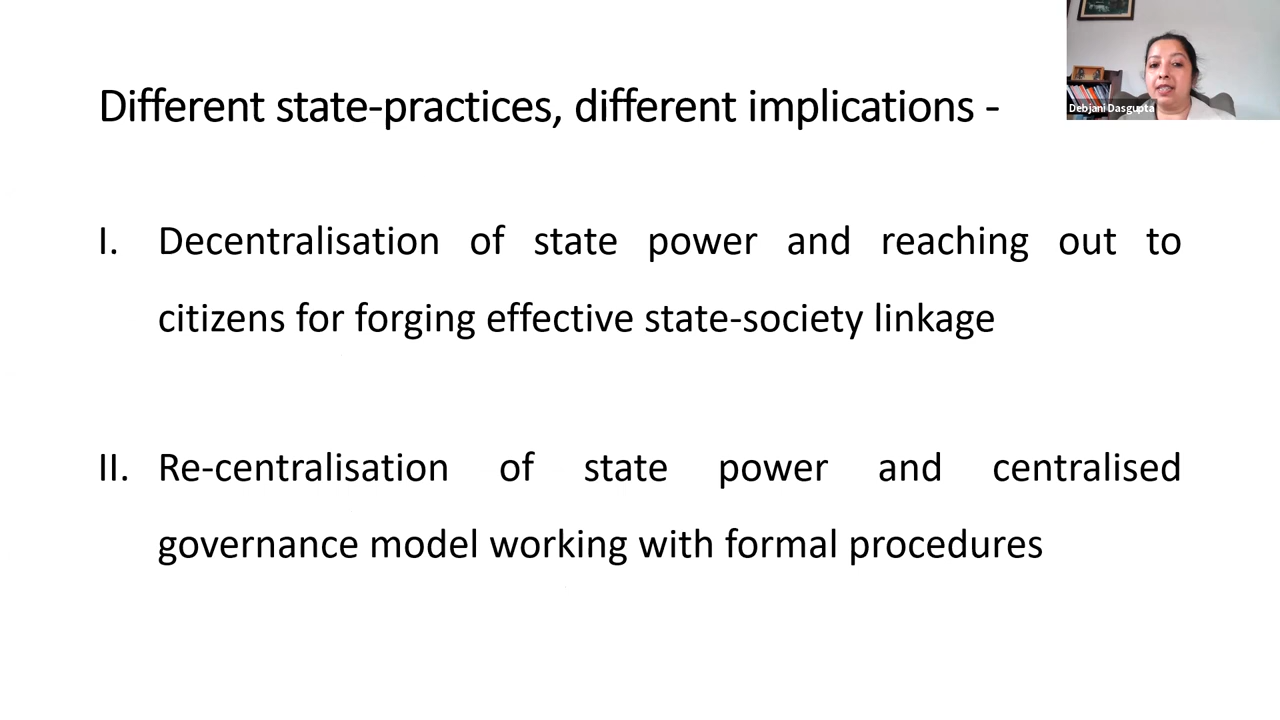 Different state-practices, different implications -
Debjani Dasgupta
I. Decentralisation of state power and reaching out to
citizens for forging effective state-society linkage
II. Re-centralisation of state power and centralised
governance model working with formal procedures